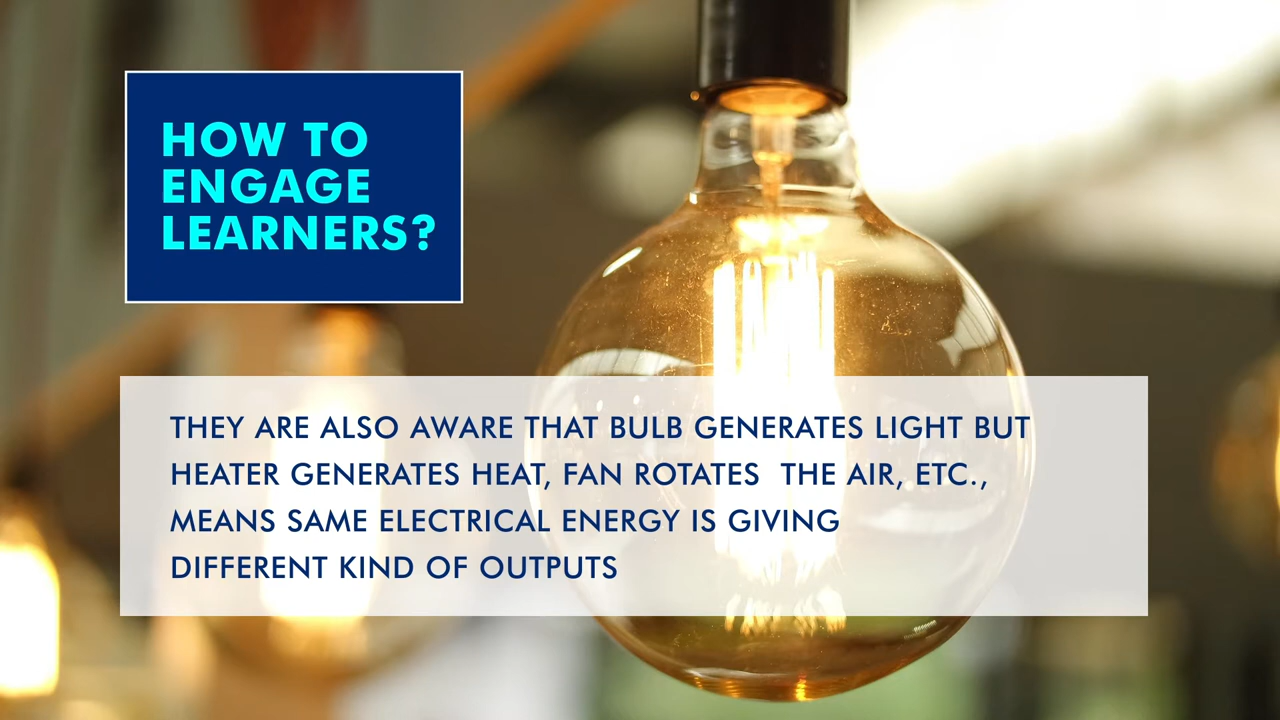 HOW TO
ENGAGE
LEARNERS?
THEY ARE ALSO AWARE THAT BULB GENERATES LIGHT BUT
HEATER GENERATES HEAT, FAN ROTATES  THE AIR, ETC.,
MEANS SAME ELECTRICAL ENERGY IS GIVING
DIFFERENT KIND OF OUTPUTS